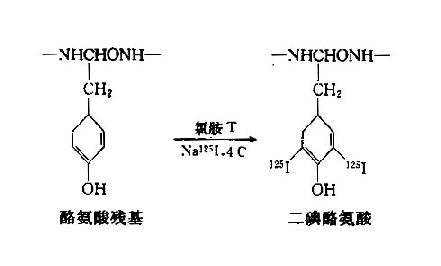 —NHCHONH— —NHCHONH—
CH₂ CH₂
氯胺 T
Na¹²⁵I.4 C
¹²⁵I ¹²⁵I
OH OH
酪氨酸残基 二碘酪氨酸